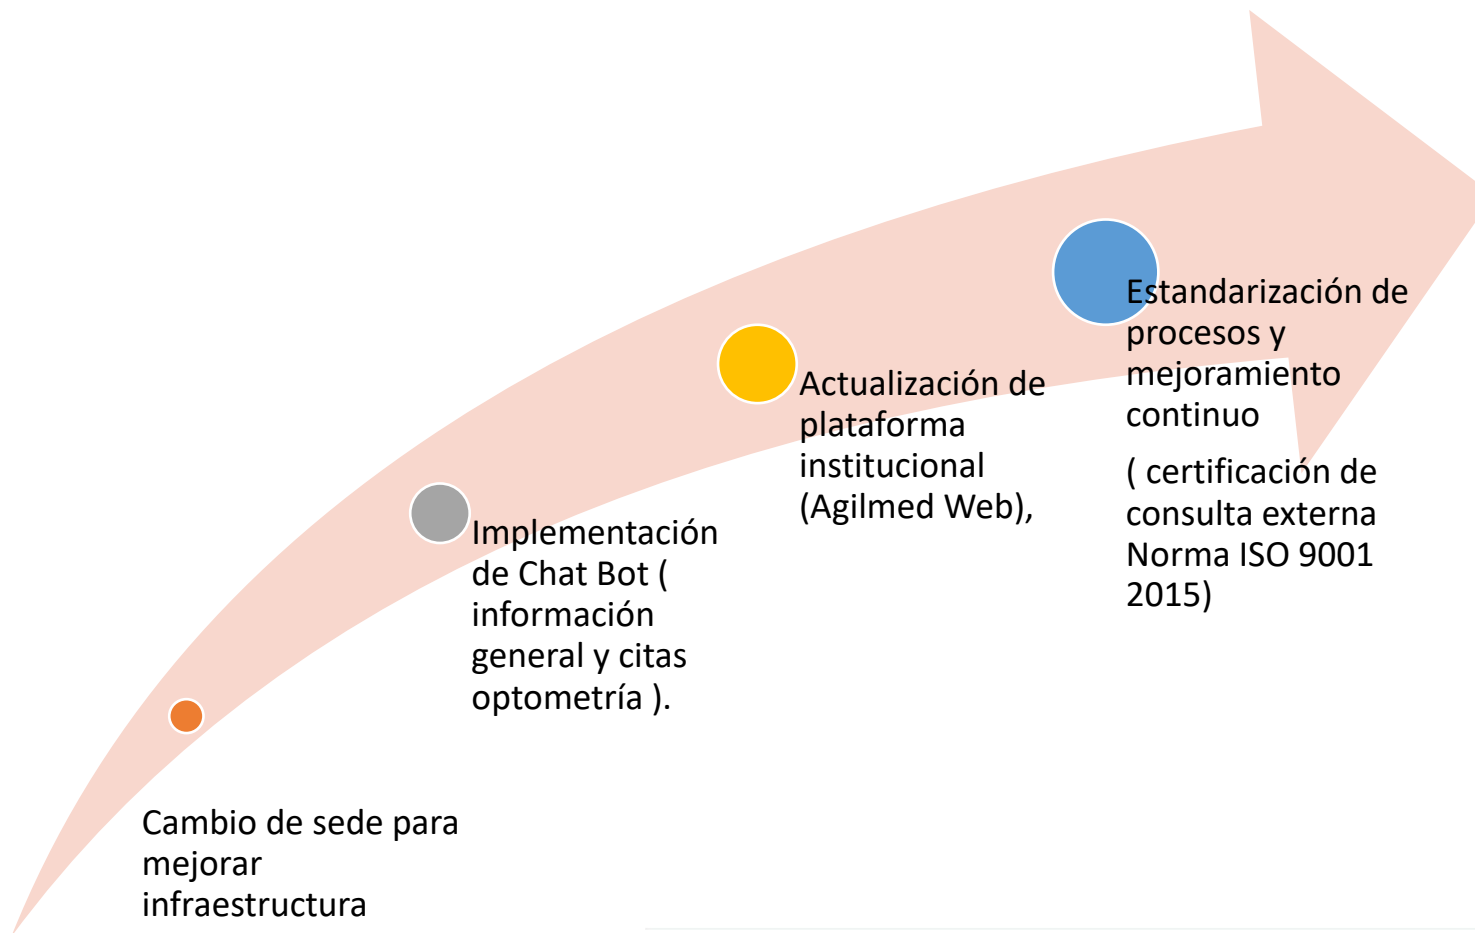 Cambio de sede para
mejorar
infraestructura
Implementación
de Chat Bot (
información
general y citas
optometría ).
Actualización de
plataforma
institucional
(Agilmed Web),
Estandarización de
procesos y
mejoramiento
continuo
( certificación de
consulta externa
Norma ISO 9001
2015)